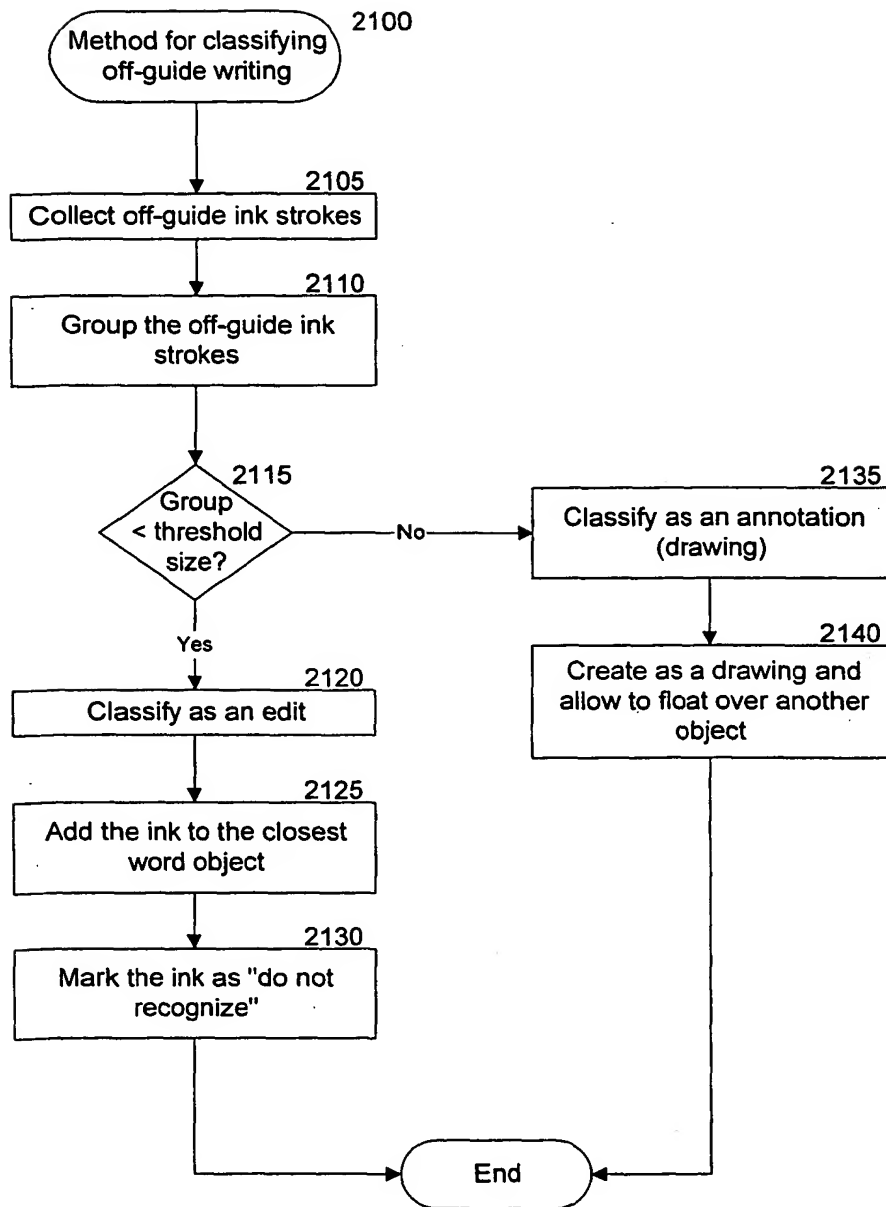 2100
Method for classifying
off-guide writing
2105
Collect off-guide ink strokes
2110
Group the off-guide ink
strokes
2115
Group
< threshold
size?
No
2135
Classify as an annotation
(drawing)
Yes
2140
Create as a drawing and
allow to float over another
object
2120
Classify as an edit
2125
Add the ink to the closest
word object
2130
Mark the ink as "do not
recognize"
End